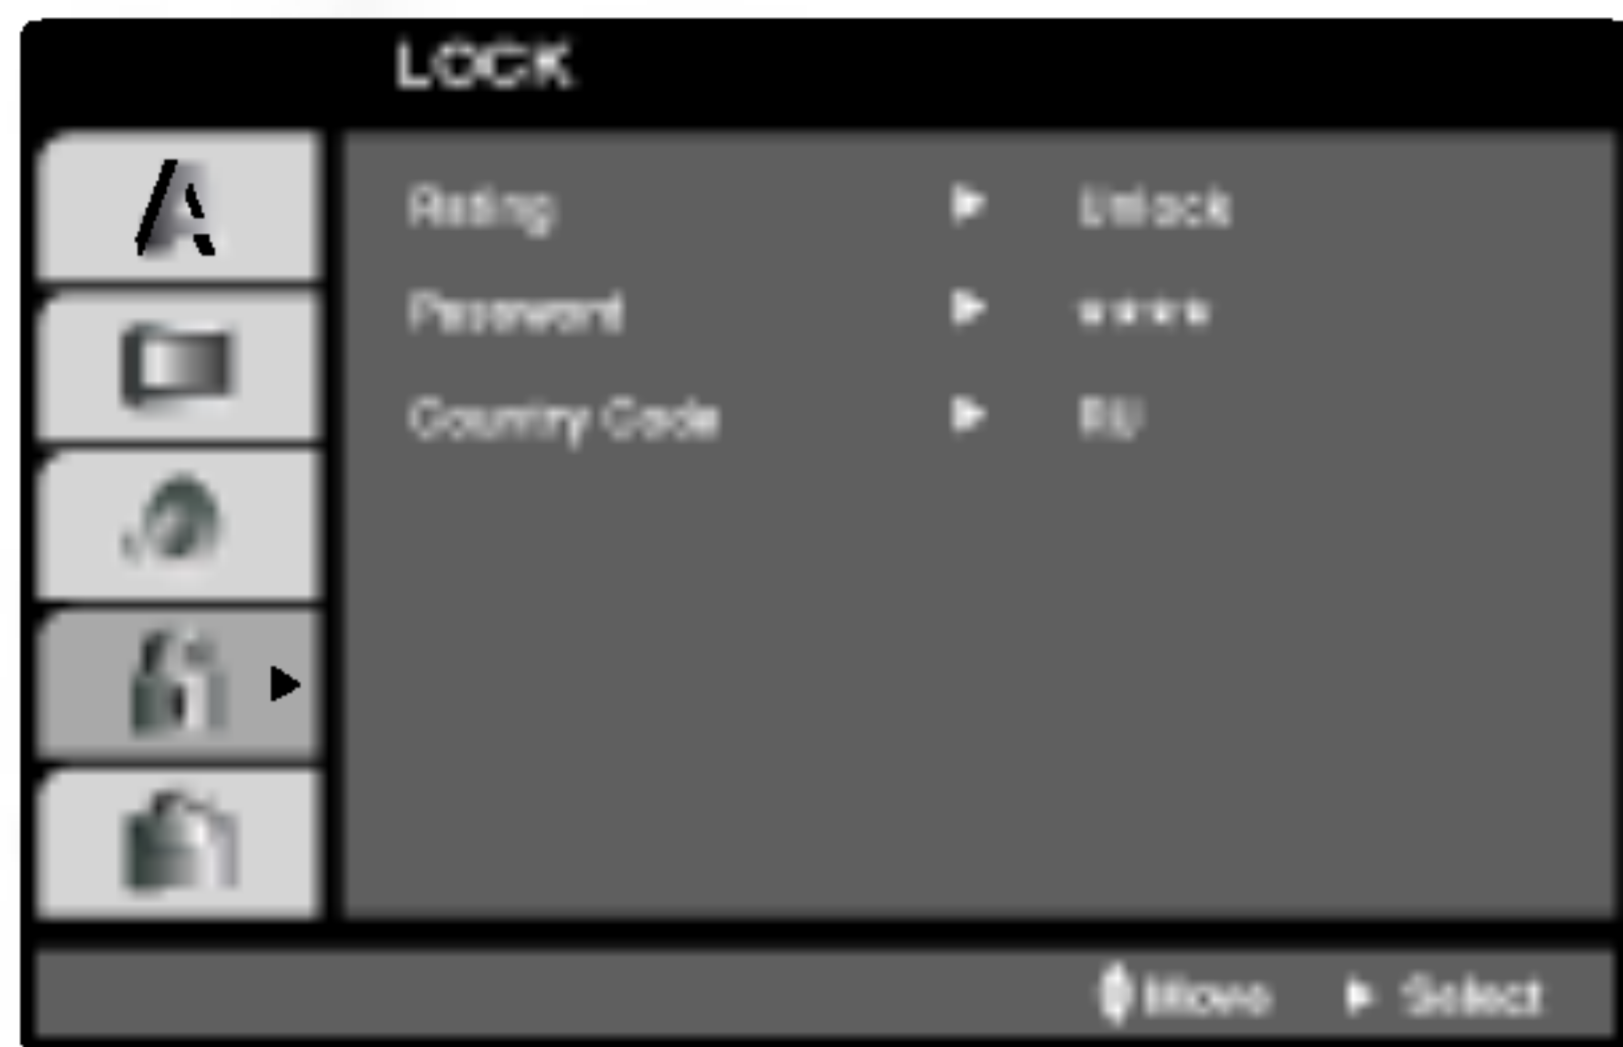 LOCK
A
Rating ► Unlock
Password ► ****
Country Code ► RU
Move ► Select